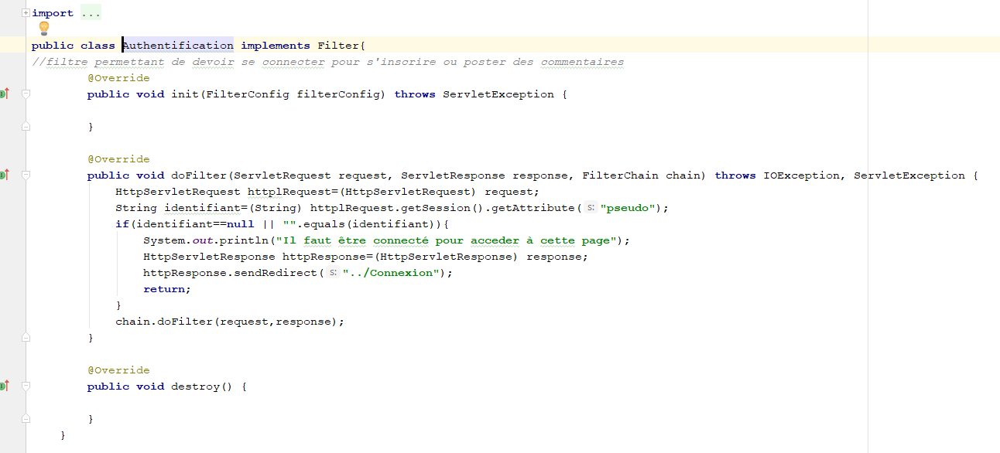 import ...
public class Authentification implements Filter{
//filtre permettant de devoir se connecter pour s'inscrire ou poster des commentaires
@Override
public void init(FilterConfig filterConfig) throws ServletException {
}
@Override
public void doFilter(ServletRequest request, ServletResponse response, FilterChain chain) throws IOException, ServletException {
HttpServletRequest httplRequest=(HttpServletRequest) request;
String identifiant=(String) httplRequest.getSession().getAttribute( s: "pseudo");
if(identifiant==null || "".equals(identifiant)){
System.out.println("Il faut être connecté pour acceder à cette page");
HttpServletResponse httpResponse=(HttpServletResponse) response;
httpResponse.sendRedirect( s: "../Connexion");
return;
}
chain.doFilter(request,response);
}
@Override
public void destroy() {
}
}